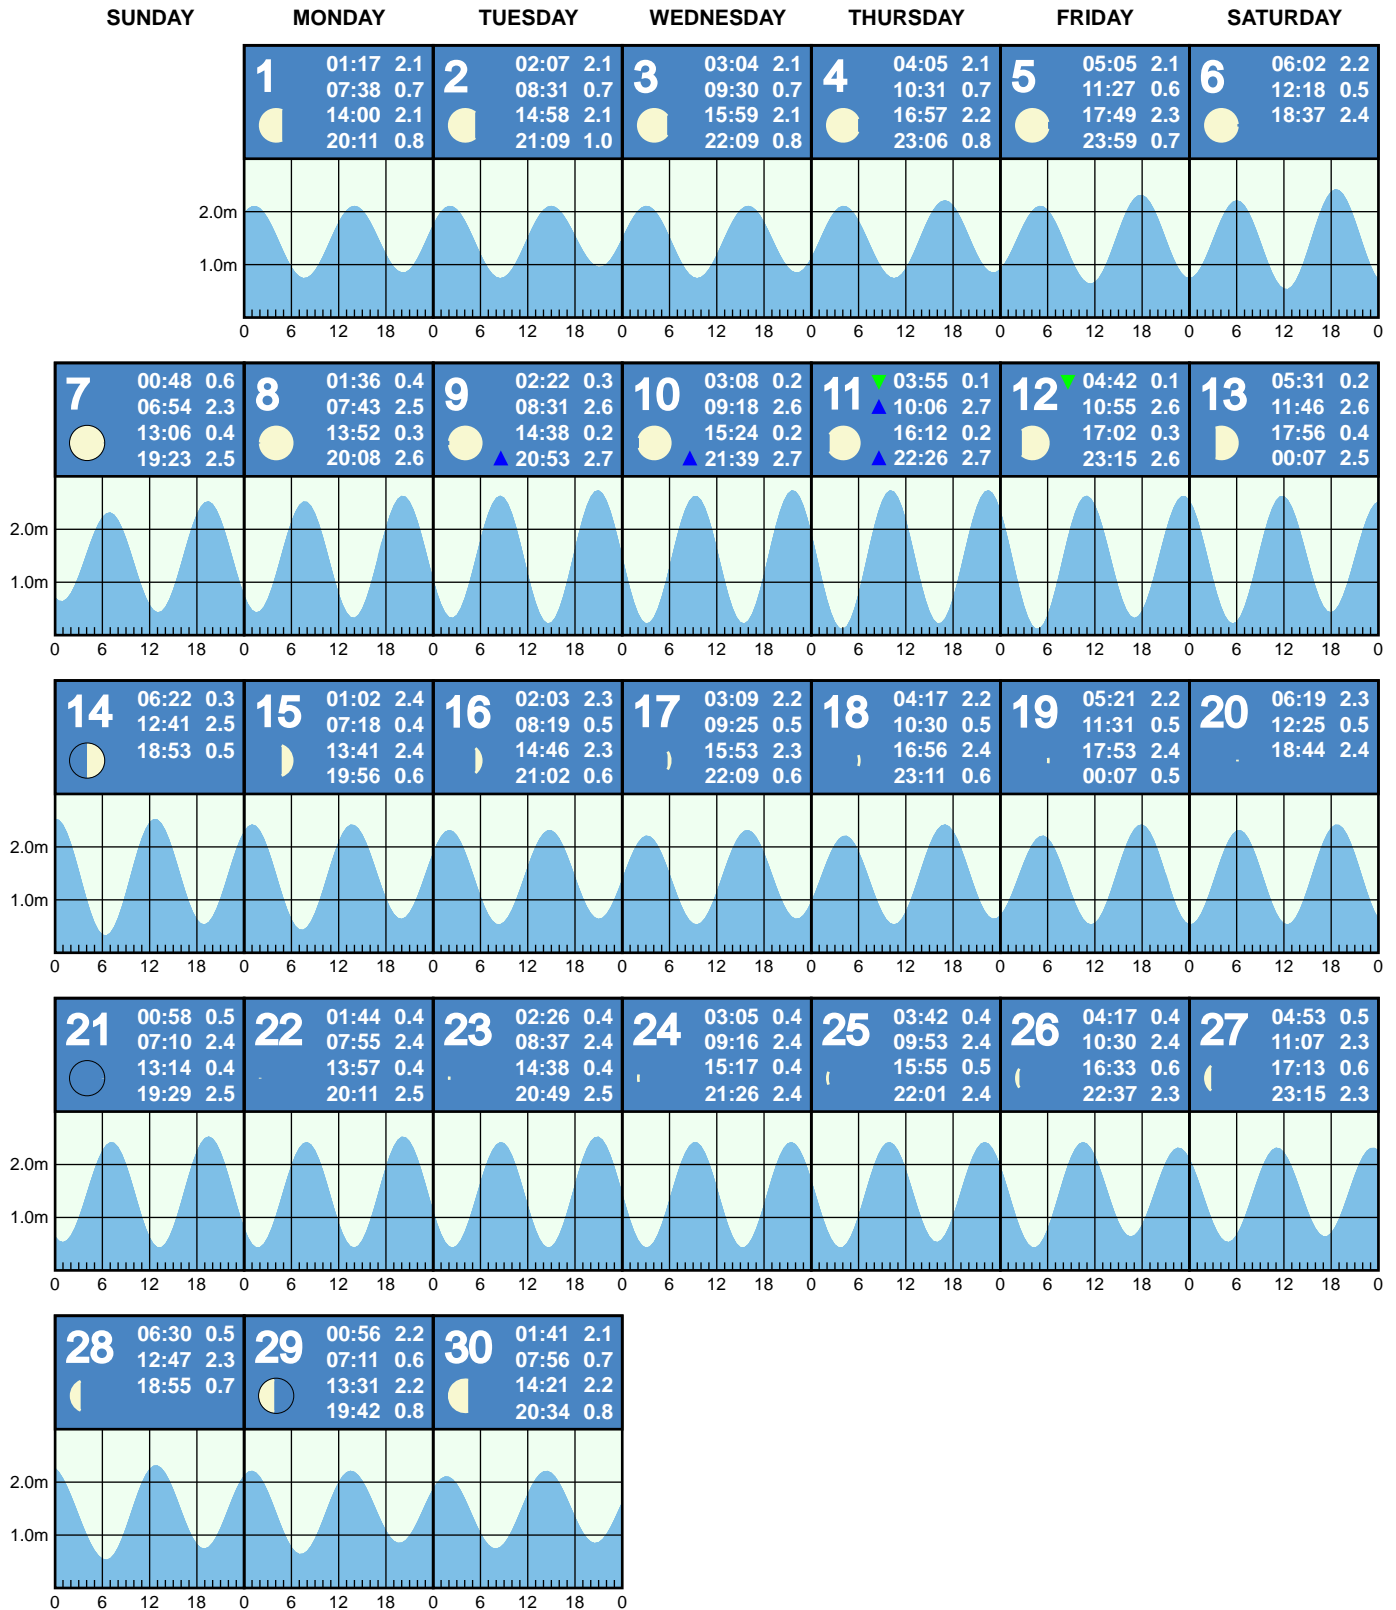 SUNDAY MONDAY TUESDAY WEDNESDAY THURSDAY FRIDAY SATURDAY
1 01:17 2.1
07:38 0.7
14:00 2.1
20:11 0.8
2 02:07 2.1
08:31 0.7
14:58 2.1
21:09 1.0
3 03:04 2.1
09:30 0.7
15:59 2.1
22:09 0.8
4 04:05 2.1
10:31 0.7
16:57 2.2
23:06 0.8
5 05:05 2.1
11:27 0.6
17:49 2.3
23:59 0.7
6 06:02 2.2
12:18 0.5
18:37 2.4
2.0m
1.0m
0 6 12 18 0 6 12 18 0 6 12 18 0 6 12 18 0 6 12 18 0 6 12 18 0
7 00:48 0.6
06:54 2.3
13:06 0.4
19:23 2.5
8 01:36 0.4
07:43 2.5
13:52 0.3
20:08 2.6
9 02:22 0.3
08:31 2.6
14:38 0.2
20:53 2.7
10 03:08 0.2
09:18 2.6
15:24 0.2
21:39 2.7
11 03:55 0.1
10:06 2.7
16:12 0.2
22:26 2.7
12 04:42 0.1
10:55 2.6
17:02 0.3
23:15 2.6
13 05:31 0.2
11:46 2.6
17:56 0.4
00:07 2.5
2.0m
1.0m
0 6 12 18 0 6 12 18 0 6 12 18 0 6 12 18 0 6 12 18 0 6 12 18 0 6 12 18 0
14 06:22 0.3
12:41 2.5
18:53 0.5
15 01:02 2.4
07:18 0.4
13:41 2.4
19:56 0.6
16 02:03 2.3
08:19 0.5
14:46 2.3
21:02 0.6
17 03:09 2.2
09:25 0.5
15:53 2.3
22:09 0.6
18 04:17 2.2
10:30 0.5
16:56 2.4
23:11 0.6
19 05:21 2.2
11:31 0.5
17:53 2.4
00:07 0.5
20 06:19 2.3
12:25 0.5
18:44 2.4
2.0m
1.0m
0 6 12 18 0 6 12 18 0 6 12 18 0 6 12 18 0 6 12 18 0 6 12 18 0 6 12 18 0
21 00:58 0.5
07:10 2.4
13:14 0.4
19:29 2.5
22 01:44 0.4
07:55 2.4
13:57 0.4
20:11 2.5
23 02:26 0.4
08:37 2.4
14:38 0.4
20:49 2.5
24 03:05 0.4
09:16 2.4
15:17 0.4
21:26 2.4
25 03:42 0.4
09:53 2.4
15:55 0.5
22:01 2.4
26 04:17 0.4
10:30 2.4
16:33 0.6
22:37 2.3
27 04:53 0.5
11:07 2.3
17:13 0.6
23:15 2.3
2.0m
1.0m
0 6 12 18 0 6 12 18 0 6 12 18 0 6 12 18 0 6 12 18 0 6 12 18 0 6 12 18 0
28 06:30 0.5
12:47 2.3
18:55 0.7
29 00:56 2.2
07:11 0.6
13:31 2.2
19:42 0.8
30 01:41 2.1
07:56 0.7
14:21 2.2
20:34 0.8
2.0m
1.0m
0 6 12 18 0 6 12 18 0 6 12 18 0